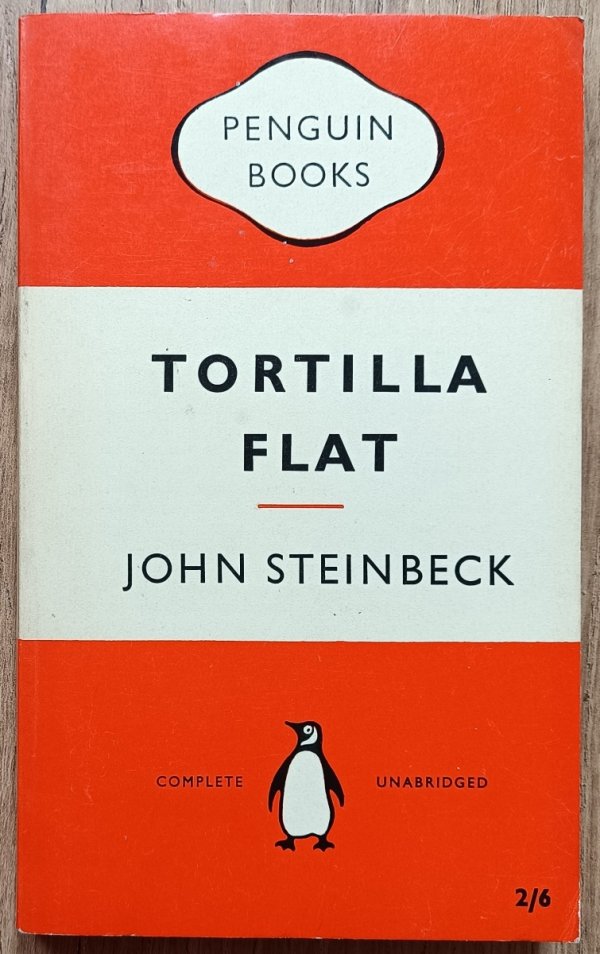 PENGUIN
BOOKS
TORTILLA
FLAT
JOHN STEINBECK
COMPLETE UNABRIDGED
2/6